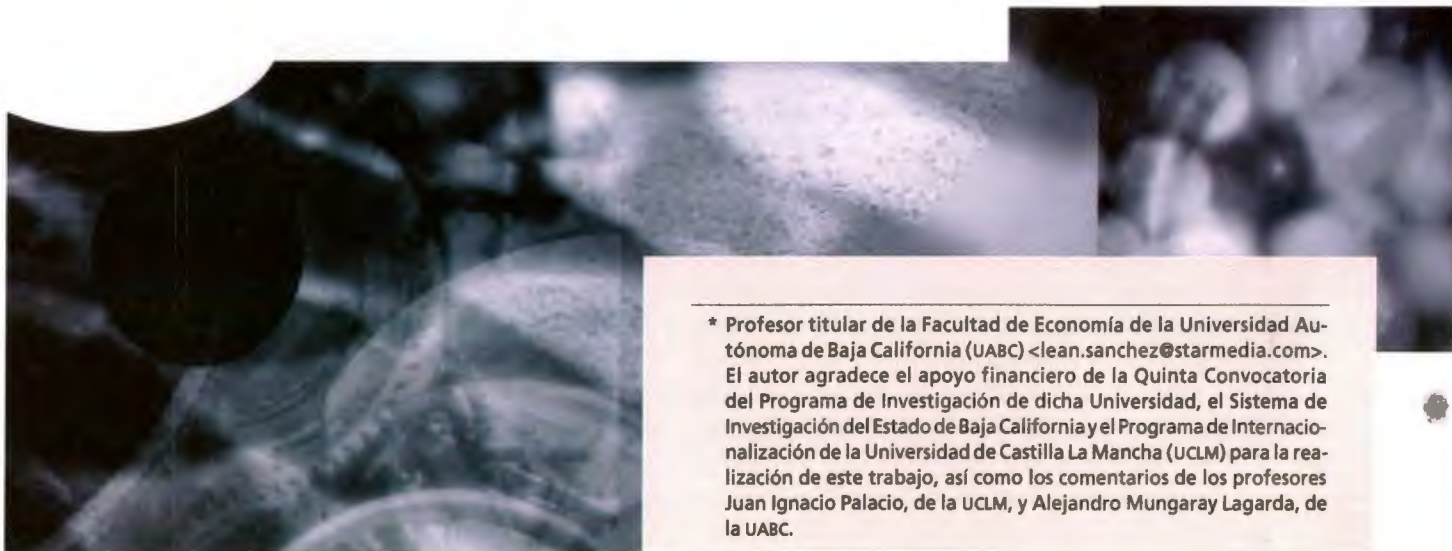 * Profesor titular de la Facultad de Economía de la Universidad Au-
tónoma de Baja California (UABC) <lean.sanchez@starmedia.com>.
El autor agradece el apoyo financiero de la Quinta Convocatoria
del Programa de Investigación de dicha Universidad, el Sistema de
Investigación del Estado de Baja California y el Programa de Internacio-
nalización de la Universidad de Castilla La Mancha (UCLM) para la rea-
lización de este trabajo, así como los comentarios de los profesores
Juan Ignacio Palacio, de la UCLM, y Alejandro Mungaray Lagarda, de
la UABC.